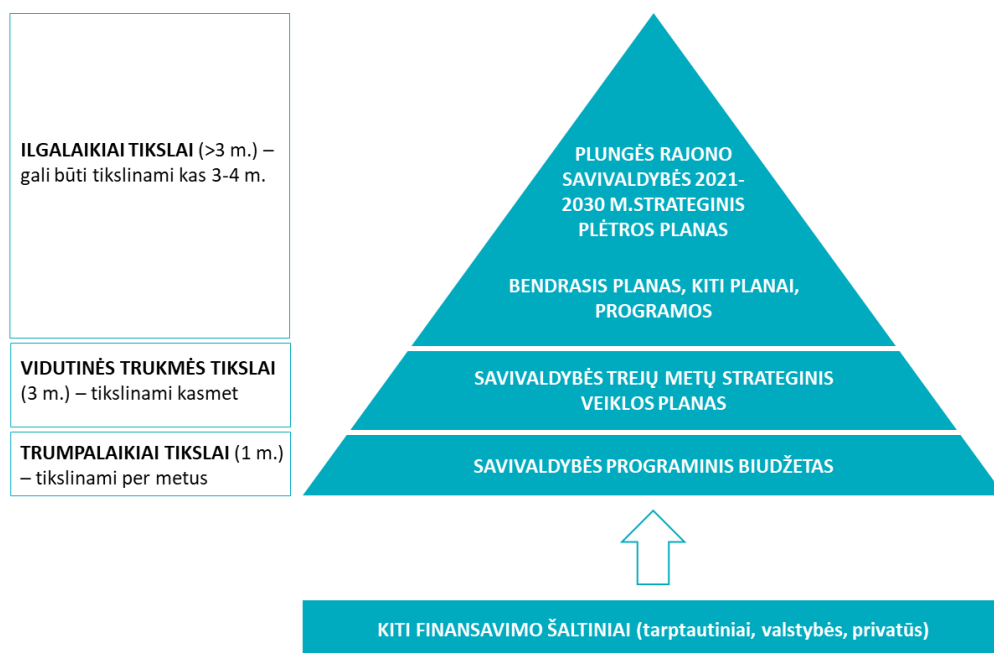 ILGALAIKIAI TIKSLAI (>3 m.) –
gali būti tikslinami kas 3-4 m.
PLUNGĖS RAJONO
SAVIVALDYBĖS 2021-
2030 M.STRATEGINIS
PLĖTROS PLANAS
BENDRASIS PLANAS, KITI PLANAI,
PROGRAMOS
VIDUTINĖS TRUKMĖS TIKSLAI
(3 m.) – tikslinami kasmet
SAVIVALDYBĖS TREJŲ METŲ STRATEGINIS
VEIKLOS PLANAS
TRUMPALAIKIAI TIKSLAI (1 m.)
– tikslinami per metus
SAVIVALDYBĖS PROGRAMINIS BIUDŽETAS
KITI FINANSAVIMO ŠALTINIAI (tarptautiniai, valstybės, privatūs)